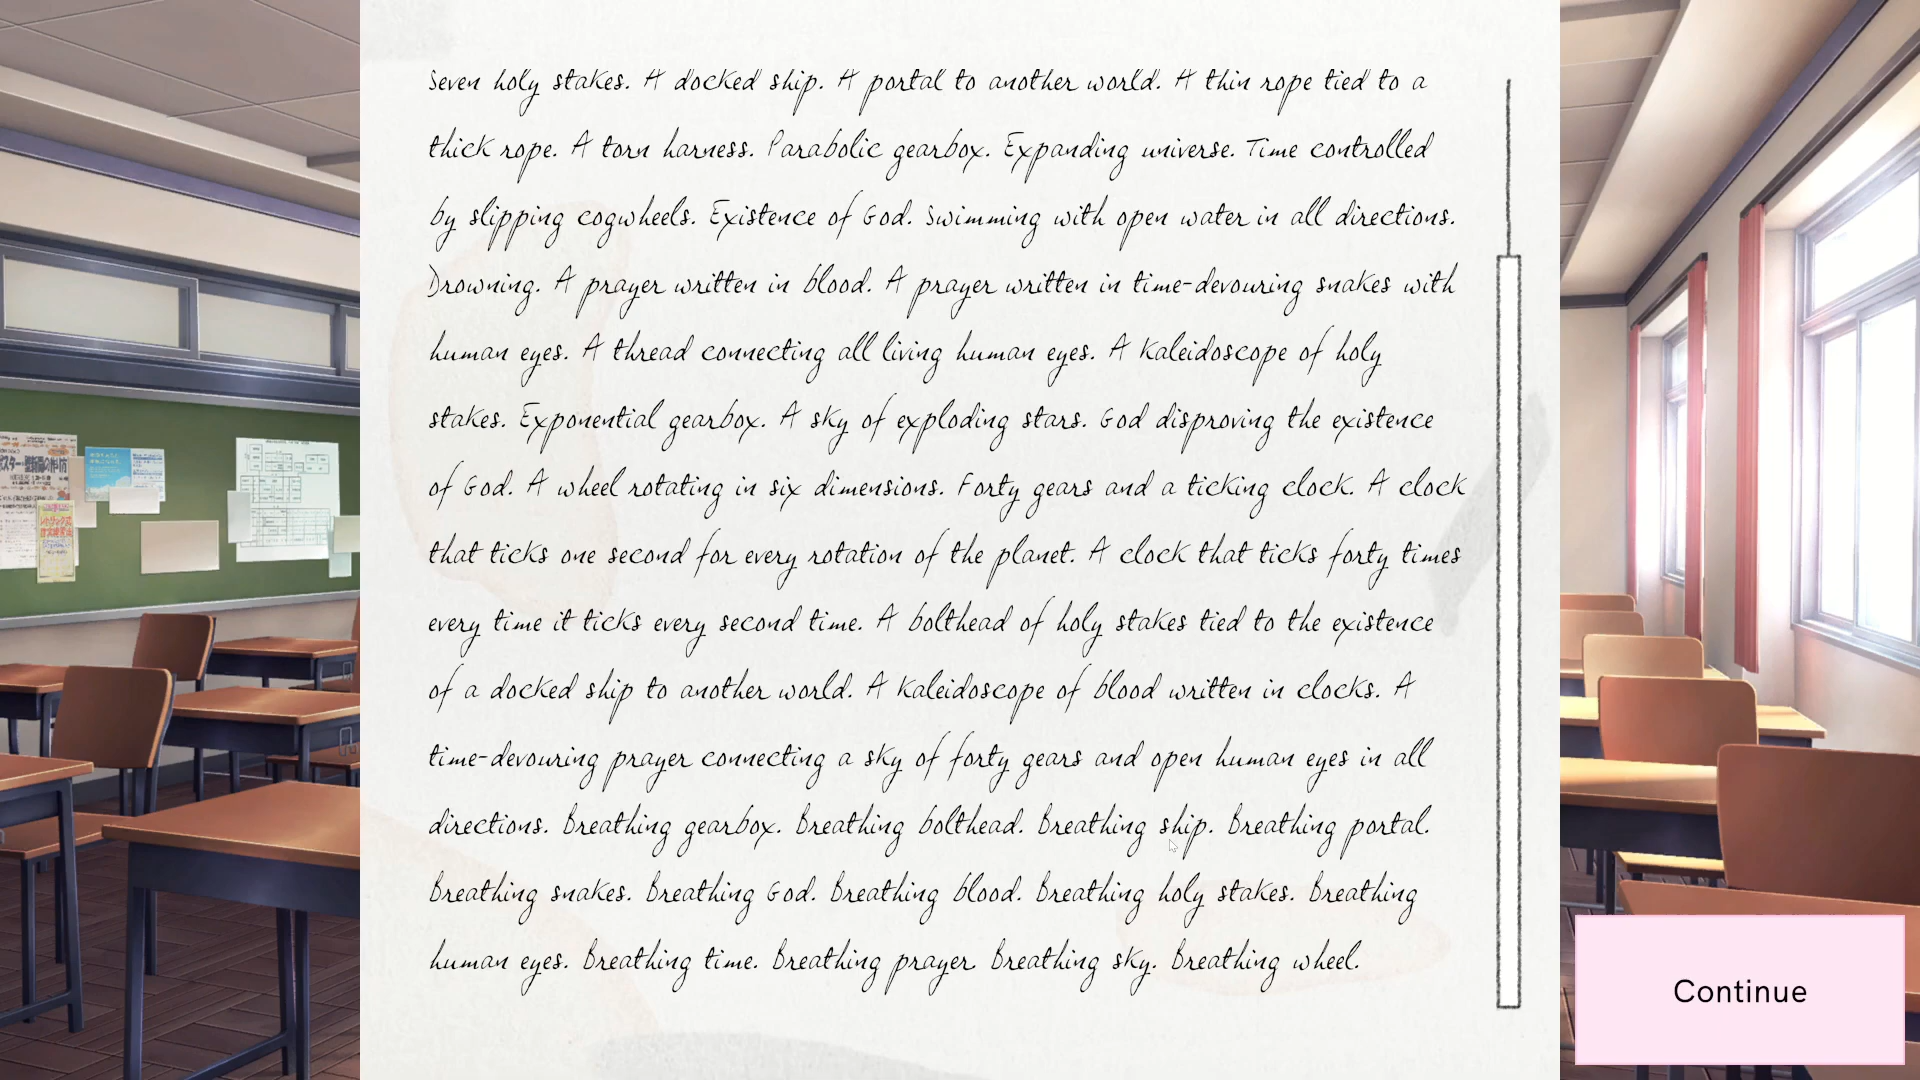 Seven holy stakes. A docked ship. A portal to another world. A thin rope tied to a
thick rope. A torn harness. Parabolic gearbox. Expanding universe. Time controlled
by slipping cogwheels. Existence of God. Swimming with open water in all directions.
Drowning. A prayer written in blood. A prayer written in time-devouring snakes with
human eyes. A thread connecting all living human eyes. A kaleidoscope of holy
stakes. Exponential gearbox. A sky of exploding stars. God disproving the existence
of God. A wheel rotating in six dimensions. Forty gears and a ticking clock. A clock
that ticks one second for every rotation of the planet. A clock that ticks forty times
every time it ticks every second time. A bolthead of holy stakes tied to the existence
of a docked ship to another world. A kaleidoscope of blood written in clocks. A
time-devouring prayer connecting a sky of forty gears and open human eyes in all
directions. Breathing gearbox. Breathing bolthead. Breathing ship. Breathing portal.
Breathing snakes. Breathing God. Breathing blood. Breathing holy stakes. Breathing
human eyes. Breathing time. Breathing prayer. Breathing sky. Breathing wheel.
Continue